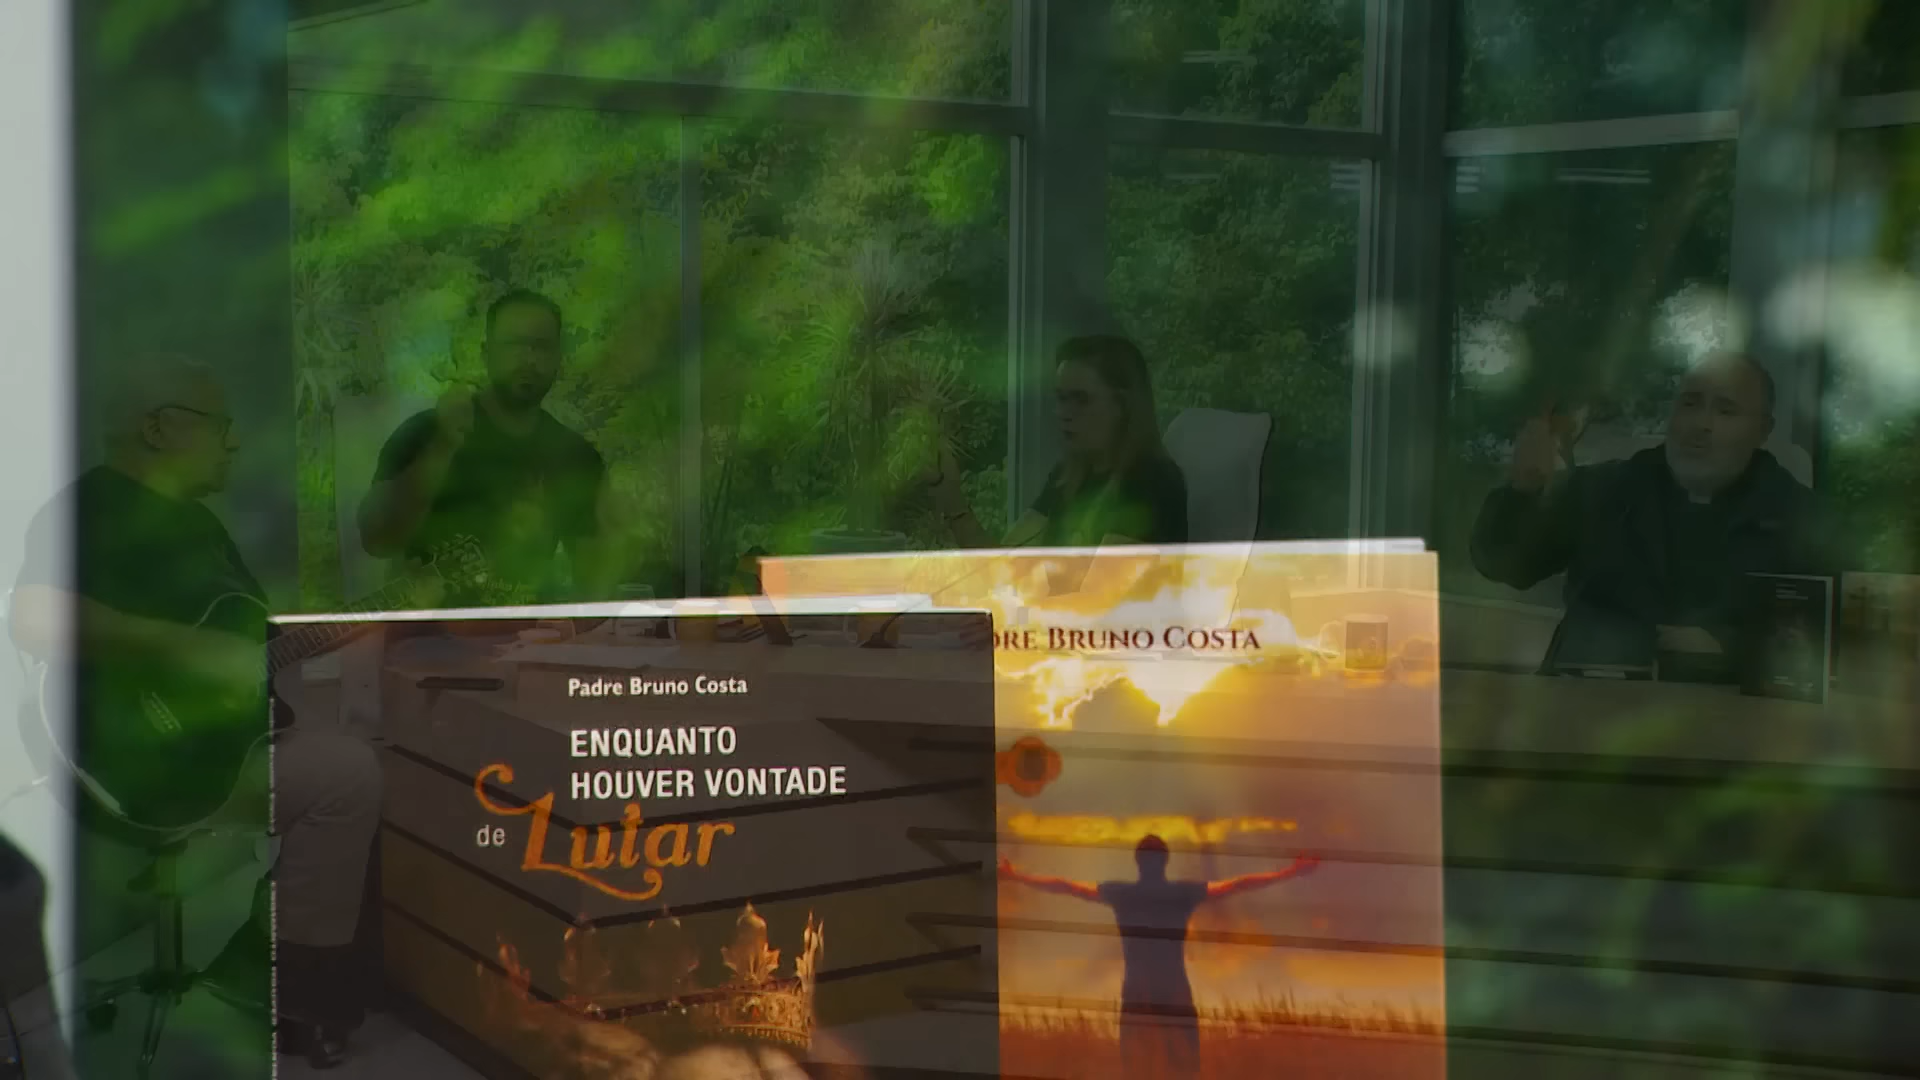 Padre Bruno Costa
ENQUANTO
HOUVER VONTADE
de Lutar
DRE BRUNO COSTA